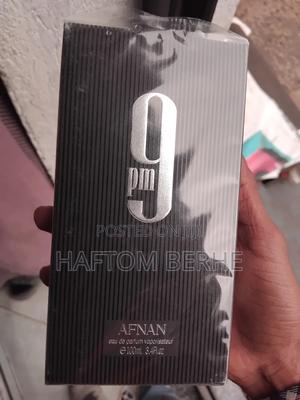 9
pm
POSTED ON
HAFTOM BERHE
AFNAN
eau de parfum vaporisateur
℮100mL 3.4Fl.oz